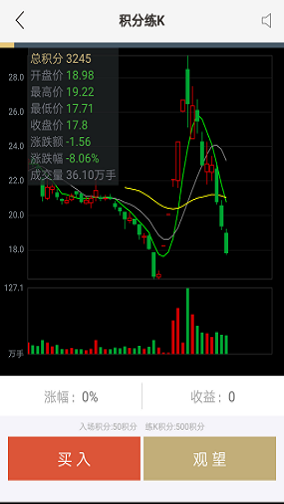 积分练K
总积分 3245
开盘价 18.98
最高价 19.22
最低价 17.71
收盘价 17.8
涨跌额 -1.56
涨跌幅 -8.06%
成交量 36.10万手
28.0
26.0
24.0
22.0
20.0
18.0
127.1
万手
涨幅：0%
收益：0
入场积分:50积分 练K积分:500积分
买入
观望